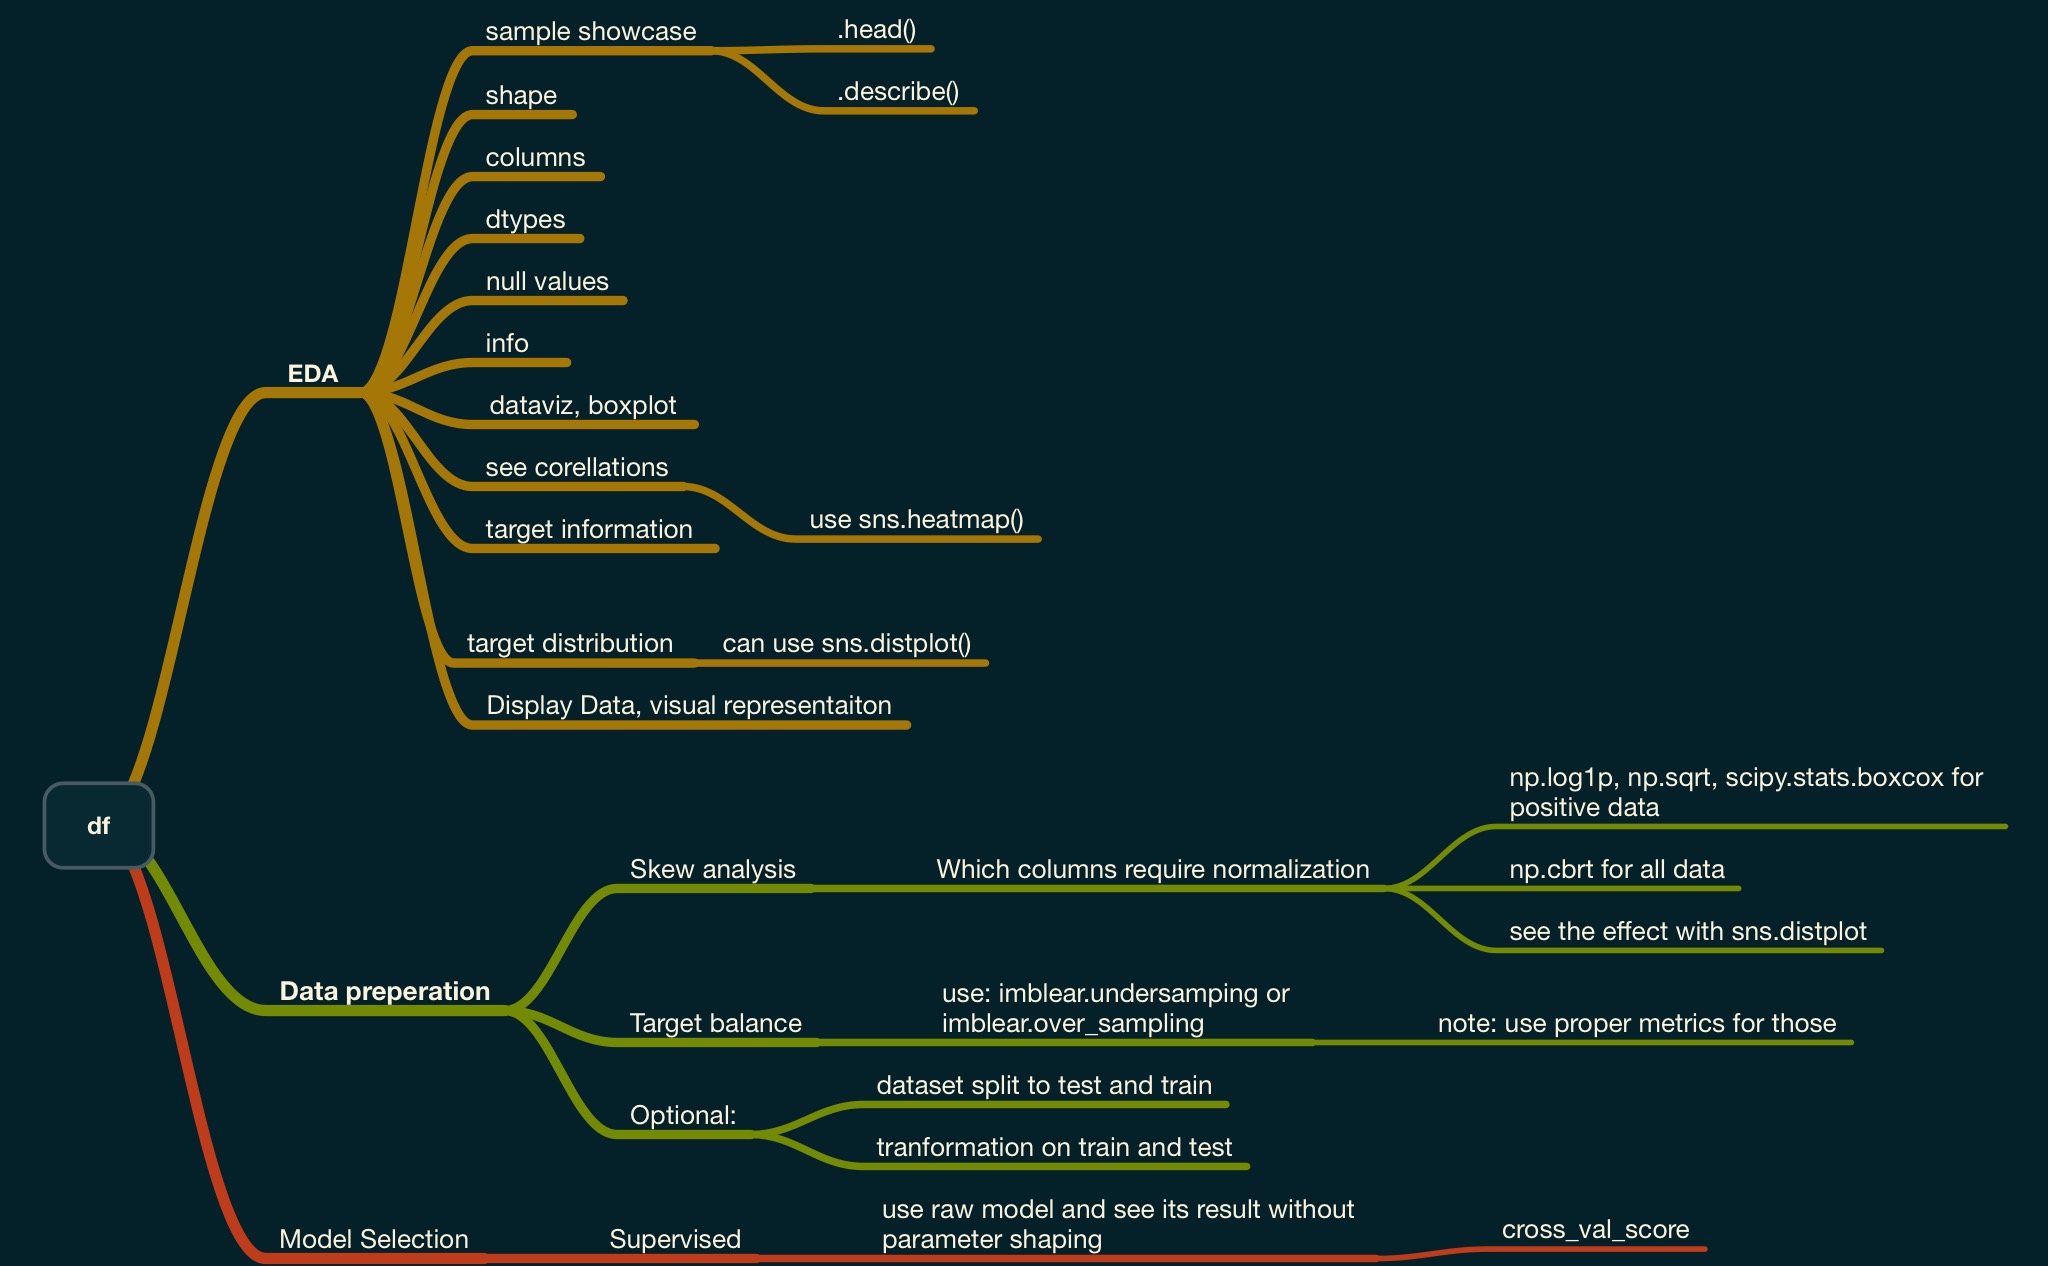 sample showcase
.head()
.describe()
shape
columns
dtypes
null values
info
EDA
dataviz, boxplot
see corellations
use sns.heatmap()
target information
target distribution
can use sns.distplot()
Display Data, visual representaiton
df
np.log1p, np.sqrt, scipy.stats.boxcox for
positive data
Skew analysis
Which columns require normalization
np.cbrt for all data
see the effect with sns.distplot
Data preperation
use: imblear.undersamping or
imblear.over_sampling
Target balance
note: use proper metrics for those
dataset split to test and train
Optional:
tranformation on train and test
Model Selection
Supervised
use raw model and see its result without
parameter shaping
cross_val_score